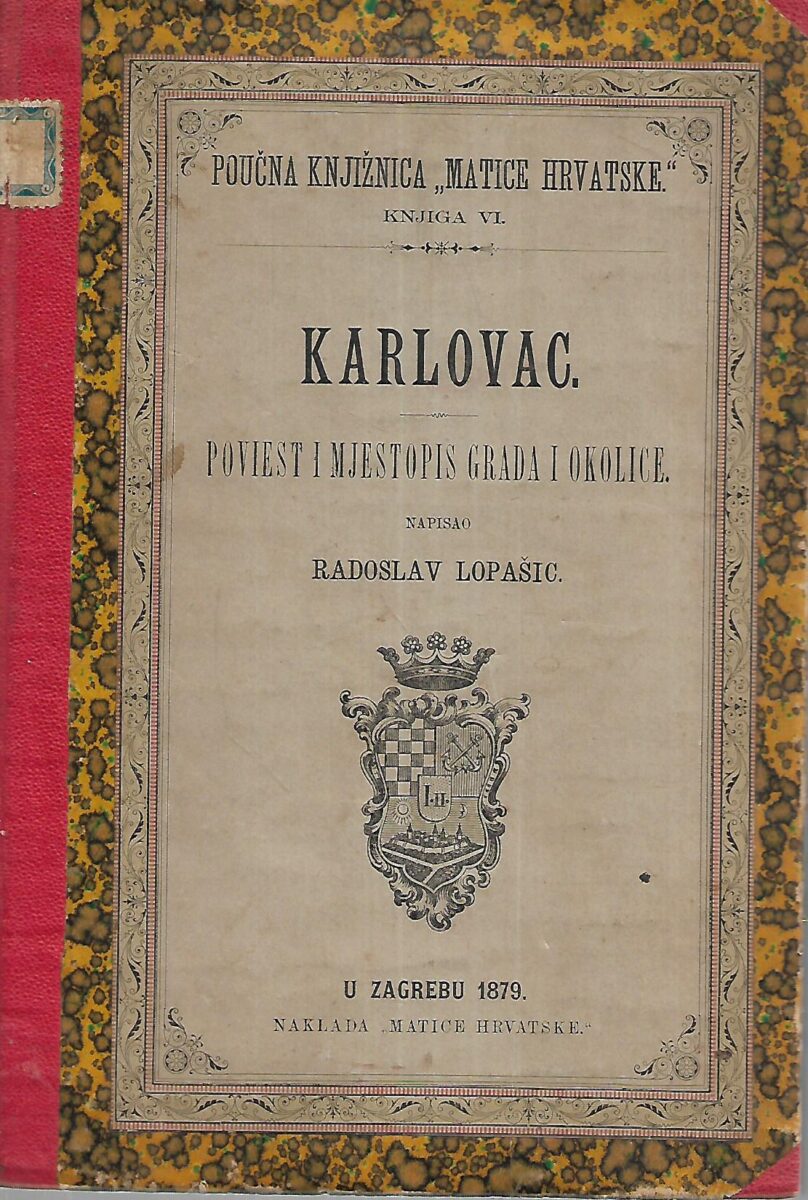 POUČNA KNJIŽNICA „MATICE HRVATSKE.“
KNJIGA VI.
KARLOVAC.
POVIEST I MJESTOPIS GRADA I OKOLICE.
NAPISAO
RADOSLAV LOPAŠIC.
I·II·
U ZAGREBU 1879.
NAKLADA „MATICE HRVATSKE.“